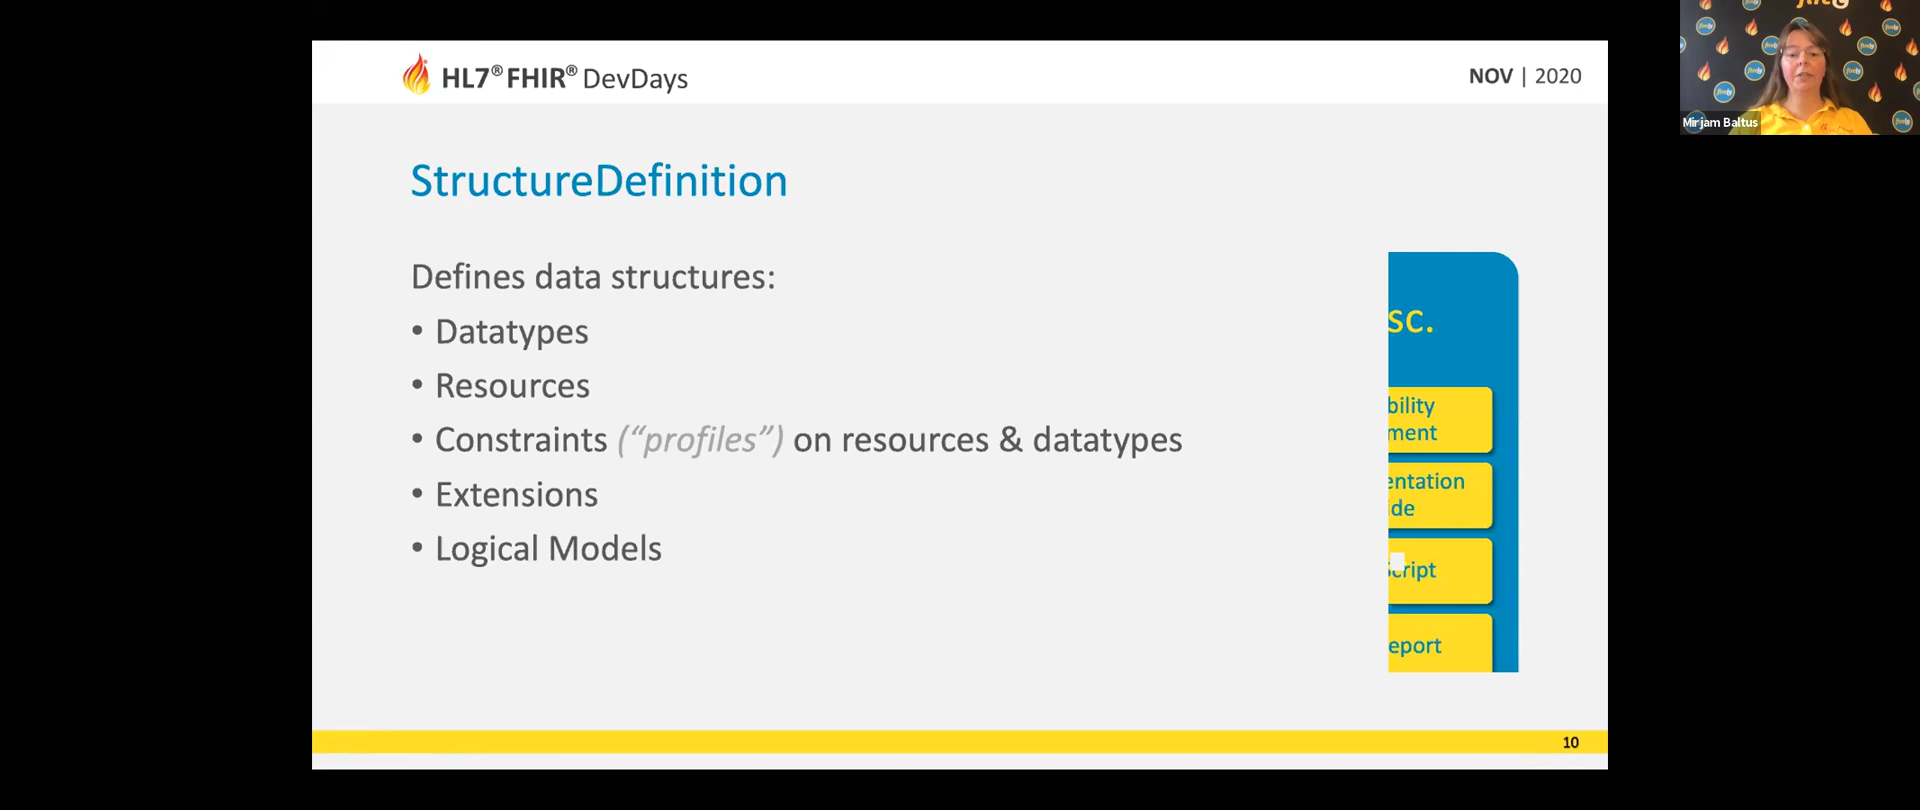 HL7® FHIR® DevDays
NOV | 2020
StructureDefinition
Defines data structures:
• Datatypes
• Resources
• Constraints (“profiles”) on resources & datatypes
• Extensions
• Logical Models
sc.
bility
ment
entation
ide
cript
eport
10
Mirjam Baltus